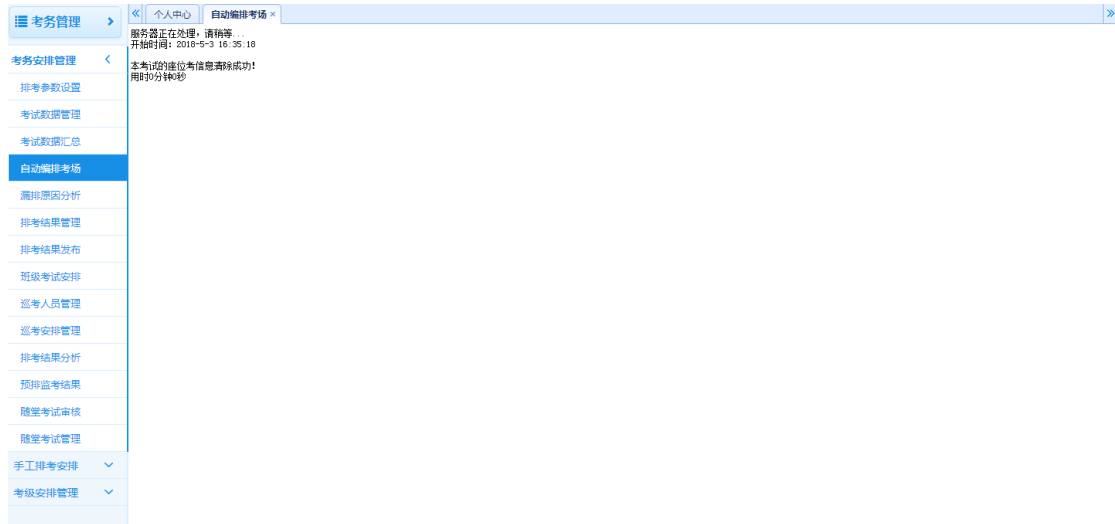 考务管理
个人中心
自动编排考场
服务器正在处理，请稍等...
开始时间：2018-5-3 16:35:18
本考试的座位考信息清除成功！
用时0分钟0秒
考务安排管理
排考参数设置
考试数据管理
考试数据汇总
自动编排考场
漏排原因分析
排考结果管理
排考结果发布
班级考试安排
巡考人员管理
巡考安排管理
排考结果分析
预排监考结果
随堂考试审核
随堂考试管理
手工排考安排
考级安排管理